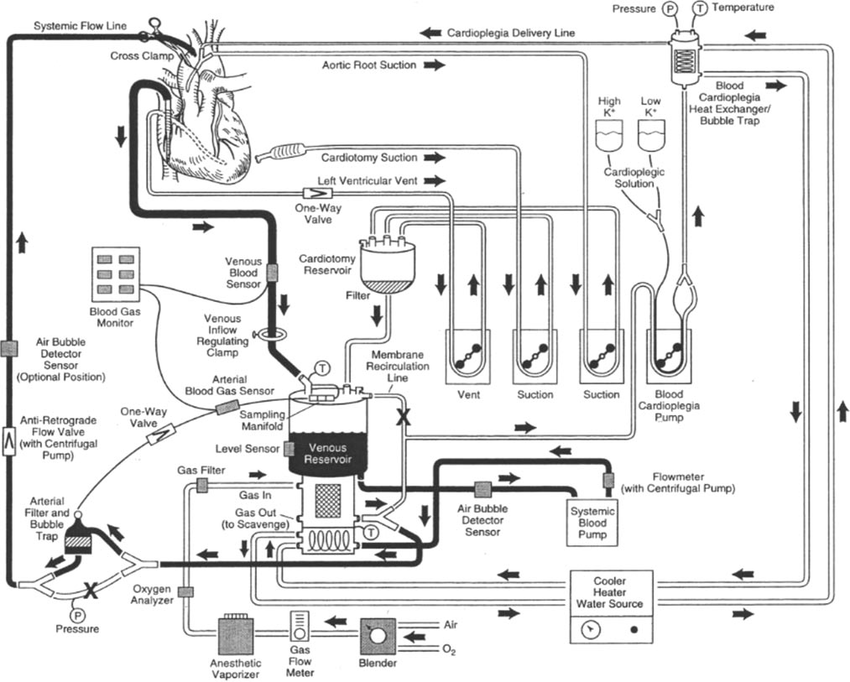 Pressure
P
T
Temperature
Systemic Flow Line
Cardioplegia Delivery Line
Cross Clamp
Aortic Root Suction
Blood
Cardioplegia
Heat Exchanger/
Bubble Trap
High
K+
Low
K+
Cardiotomy Suction
Cardioplegic
Solution
Left Ventricular Vent
One-Way
Valve
Cardiotomy
Reservoir
Filter
Venous
Blood
Sensor
Blood Gas
Monitor
Venous
Inflow
Regulating
Clamp
Air Bubble
Detector
Sensor
(Optional Position)
T
Membrane
Recirculation
Line
Arterial
Blood Gas Sensor
Vent
Suction
Suction
Blood
Cardioplegia
Pump
One-Way
Valve
Sampling
Manifold
X
Anti-Retrograde
Flow Valve
(with Centrifugal
Pump)
Level Sensor
Venous
Reservoir
Gas Filter
Gas In
Flowmeter
(with Centrifugal Pump)
Arterial
Filter and
Bubble
Trap
Gas Out
(to Scavenge)
T
Air Bubble
Detector
Sensor
Systemic
Blood
Pump
X
Oxygen
Analyzer
P
Pressure
Cooler
Heater
Water Source
Anesthetic
Vaporizer
Gas
Flow
Meter
Blender
Air
O2